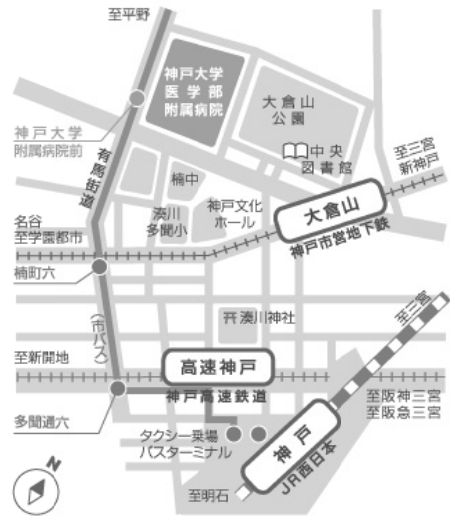 至平野
神戸大学
医学部
附属病院
大倉山
公園
中央
図書館
神戸大学
附属病院前
有馬街道
楠中
湊川
多聞小
神戸文化
ホール
至三宮
新神戸
大倉山
神戸市営地下鉄
名谷
至学園都市
楠町六
(市バス)
湊川神社
至三宮
至新開地
高速神戸
神戸高速鉄道
至阪神三宮
至阪急三宮
多聞通六
タクシー乗場
バスターミナル
神戸
JR西日本
至明石
N